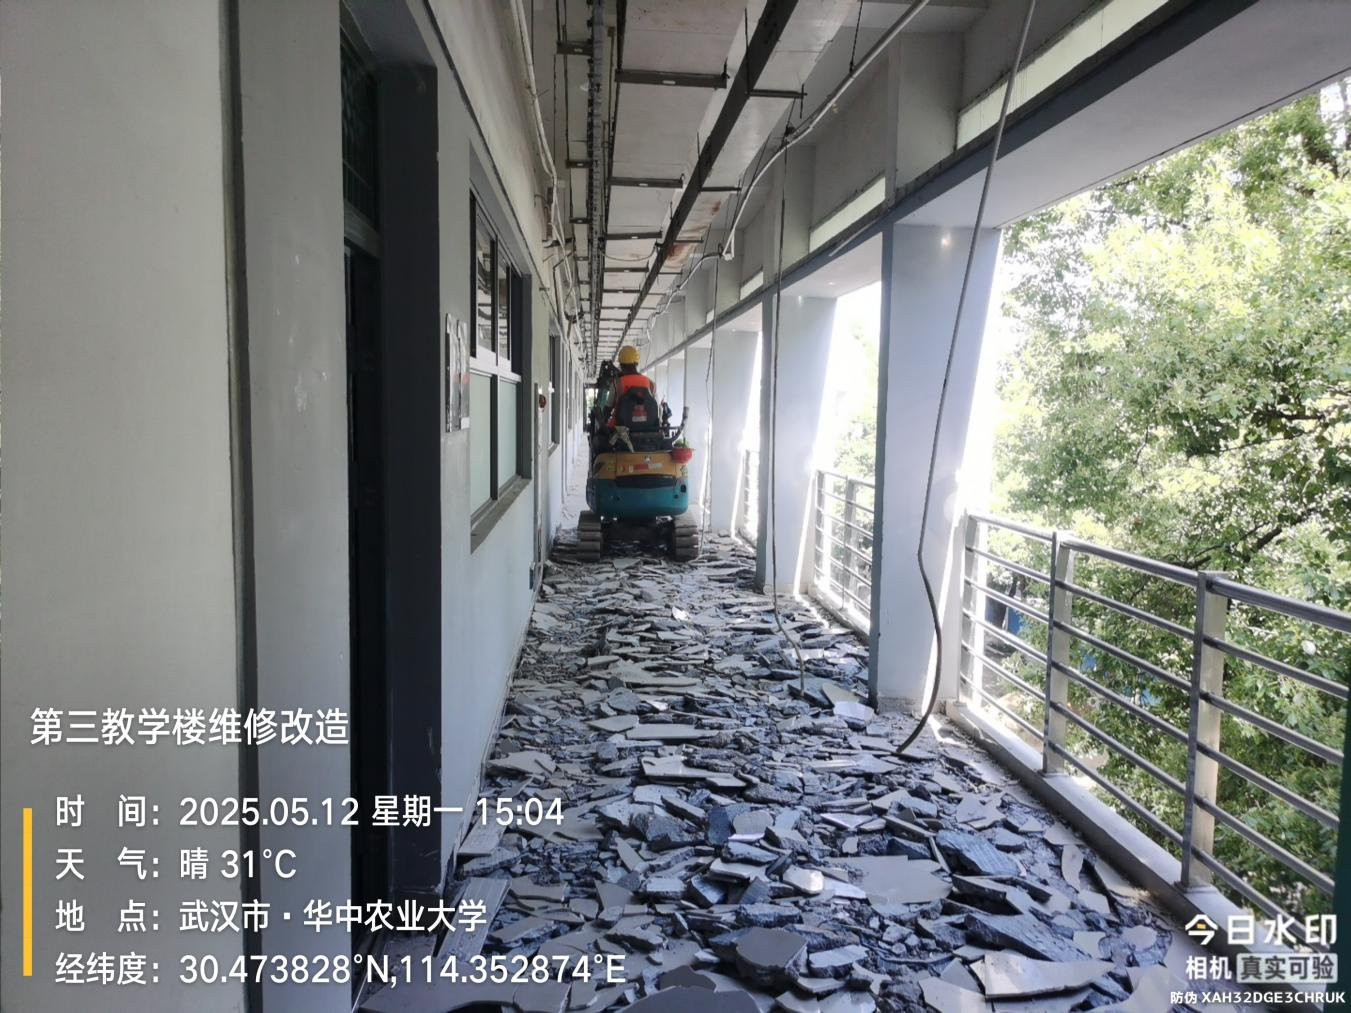 第三教学楼维修改造
时 间：2025.05.12 星期一 15:04
天 气：晴 31°C
地 点：武汉市·华中农业大学
经纬度：30.473828°N,114.352874°E
今日水印
相机 真实可验
防伪 XAH32DGE3CHRUK